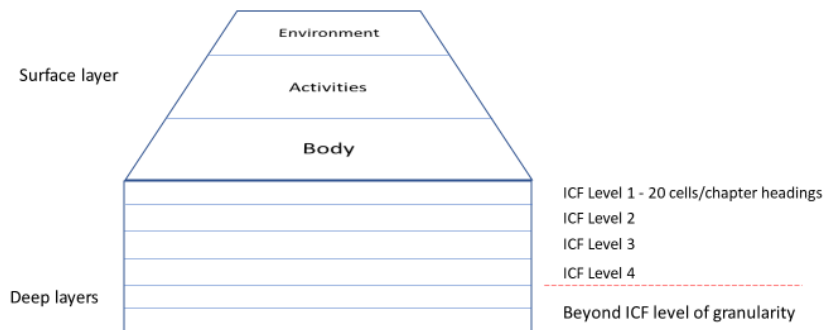 Environment
Surface layer
Activities
Body
ICF Level 1 - 20 cells/chapter headings
ICF Level 2
ICF Level 3
ICF Level 4
Deep layers
Beyond ICF level of granularity